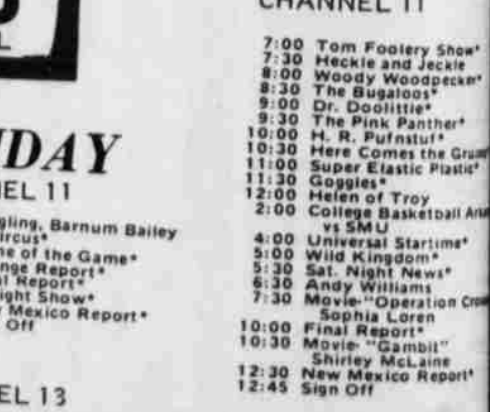 L
IDAY
EL 11
gling, Barnum Bailey
ircus*
me of the Game*
nge Report*
l Report*
ight Show*
Mexico Report*
Off
EL 13
CHANNEL 11
7:00 Tom Foolery Show*
7:30 Heckle and Jeckle
8:00 Woody Woodpecker*
8:30 The Bugaloos*
9:00 Dr. Doolittle*
9:30 The Pink Panther*
10:00 H. R. Pufnstuf*
10:30 Here Comes the Grum
11:00 Super Elastic Plastic*
11:30 Goggles*
12:00 Helen of Troy
2:00 College Basketball
vs SMU
4:00 Universal Startime*
5:00 Wild Kingdom*
5:30 Sat. Night News*
6:30 Andy Williams
7:30 Movie-"Operation
Sophia Loren
10:00 Final Report*
10:30 Movie- "Gambit"
Shirley McLaine
12:30 New Mexico Report*
12:45 Sign Off